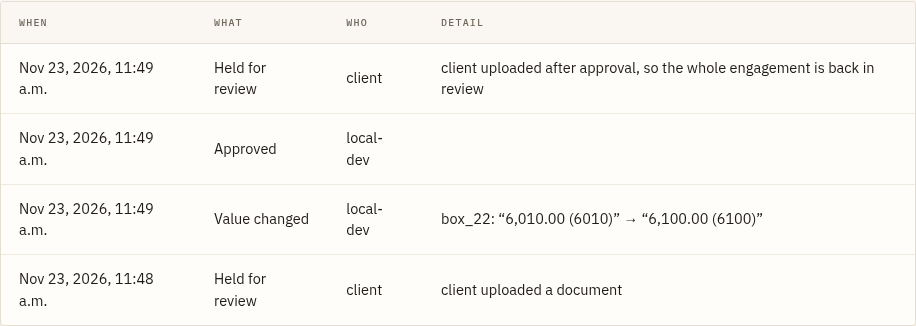 WHEN WHAT WHO DETAIL
Nov 23, 2026, 11:49
a.m.
Held for
review
client
client uploaded after approval, so the whole engagement is back in
review
Nov 23, 2026, 11:49
a.m.
Approved
local-
dev
Nov 23, 2026, 11:49
a.m.
Value changed
local-
dev
box_22: “6,010.00 (6010)” → “6,100.00 (6100)”
Nov 23, 2026, 11:48
a.m.
Held for
review
client
client uploaded a document